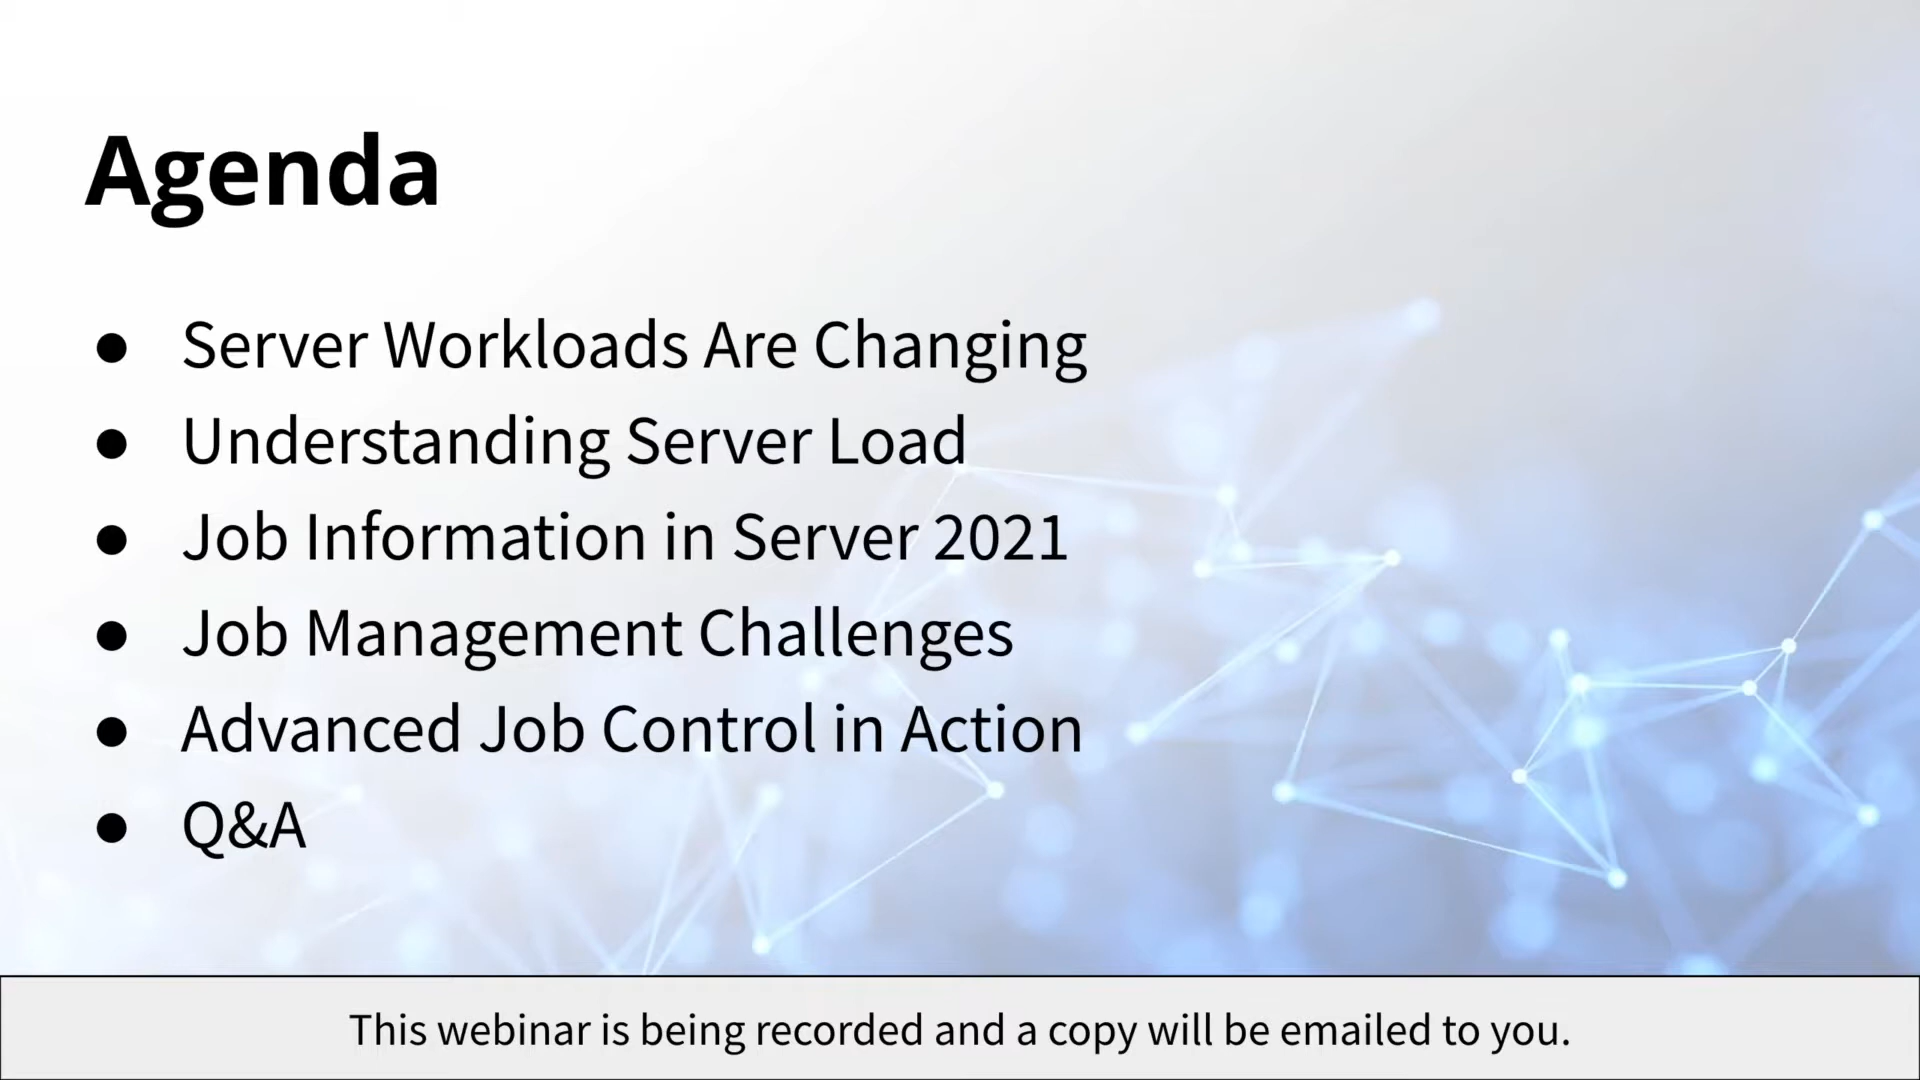 Agenda
● Server Workloads Are Changing
● Understanding Server Load
● Job Information in Server 2021
● Job Management Challenges
● Advanced Job Control in Action
● Q&A
This webinar is being recorded and a copy will be emailed to you.